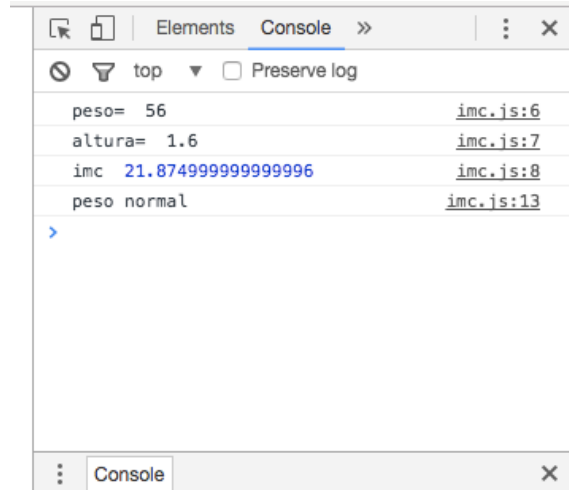 Elements Console »
top ▼ Preserve log
peso= 56 imc.js:6
altura= 1.6 imc.js:7
imc 21.874999999999996 imc.js:8
peso normal imc.js:13
>
Console